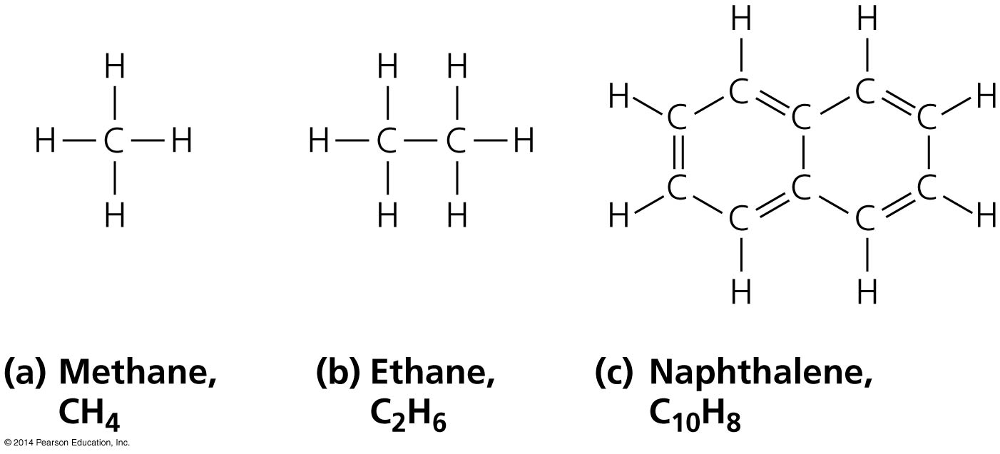 H H
H H H
H H
C C
H C C H
H C H H C C H
C C
H C C H
H H H
H H
(a) Methane,
CH4
(b) Ethane,
C2H6
(c) Naphthalene,
C10H8
© 2014 Pearson Education, Inc.